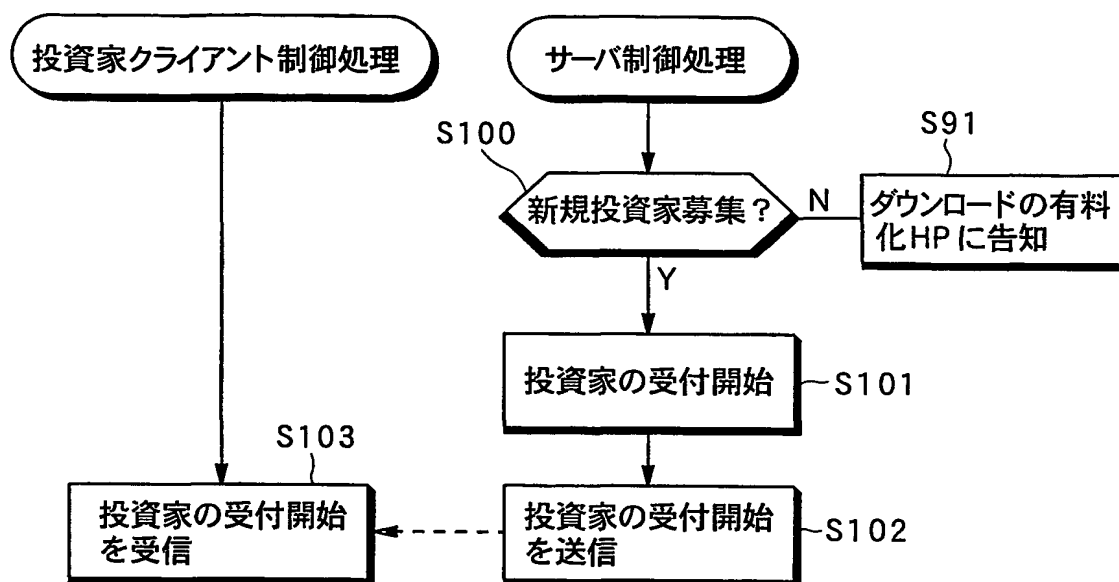 投資家クライアント制御処理
サーバ制御処理
S100
S91
新規投資家募集?
N
ダウンロードの有料
化HPに告知
Y
投資家の受付開始
S101
S103
投資家の受付開始
を受信
投資家の受付開始
を送信
S102